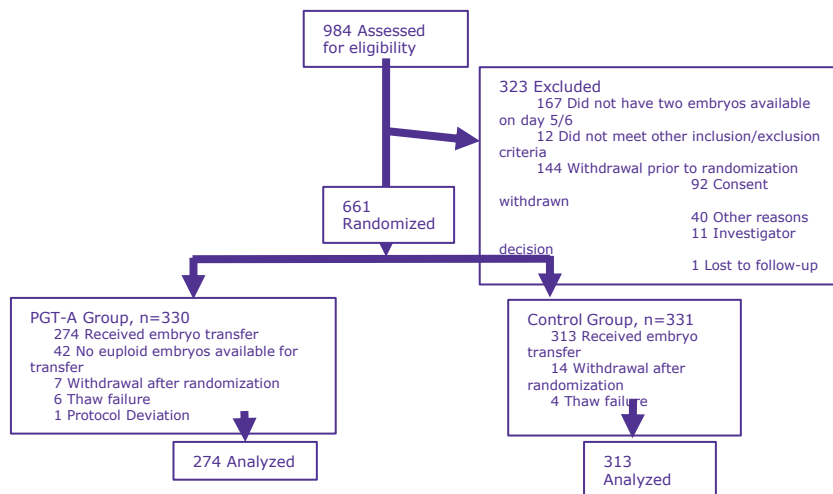 984 Assessed
for eligibility
323 Excluded
167 Did not have two embryos available
on day 5/6
12 Did not meet other inclusion/exclusion
criteria
144 Withdrawal prior to randomization
92 Consent
withdrawn
40 Other reasons
11 Investigator
decision
1 Lost to follow-up
661
Randomized
PGT-A Group, n=330
274 Received embryo transfer
42 No euploid embryos available for
transfer
7 Withdrawal after randomization
6 Thaw failure
1 Protocol Deviation
Control Group, n=331
313 Received embryo
transfer
14 Withdrawal after
randomization
4 Thaw failure
274 Analyzed
313
Analyzed